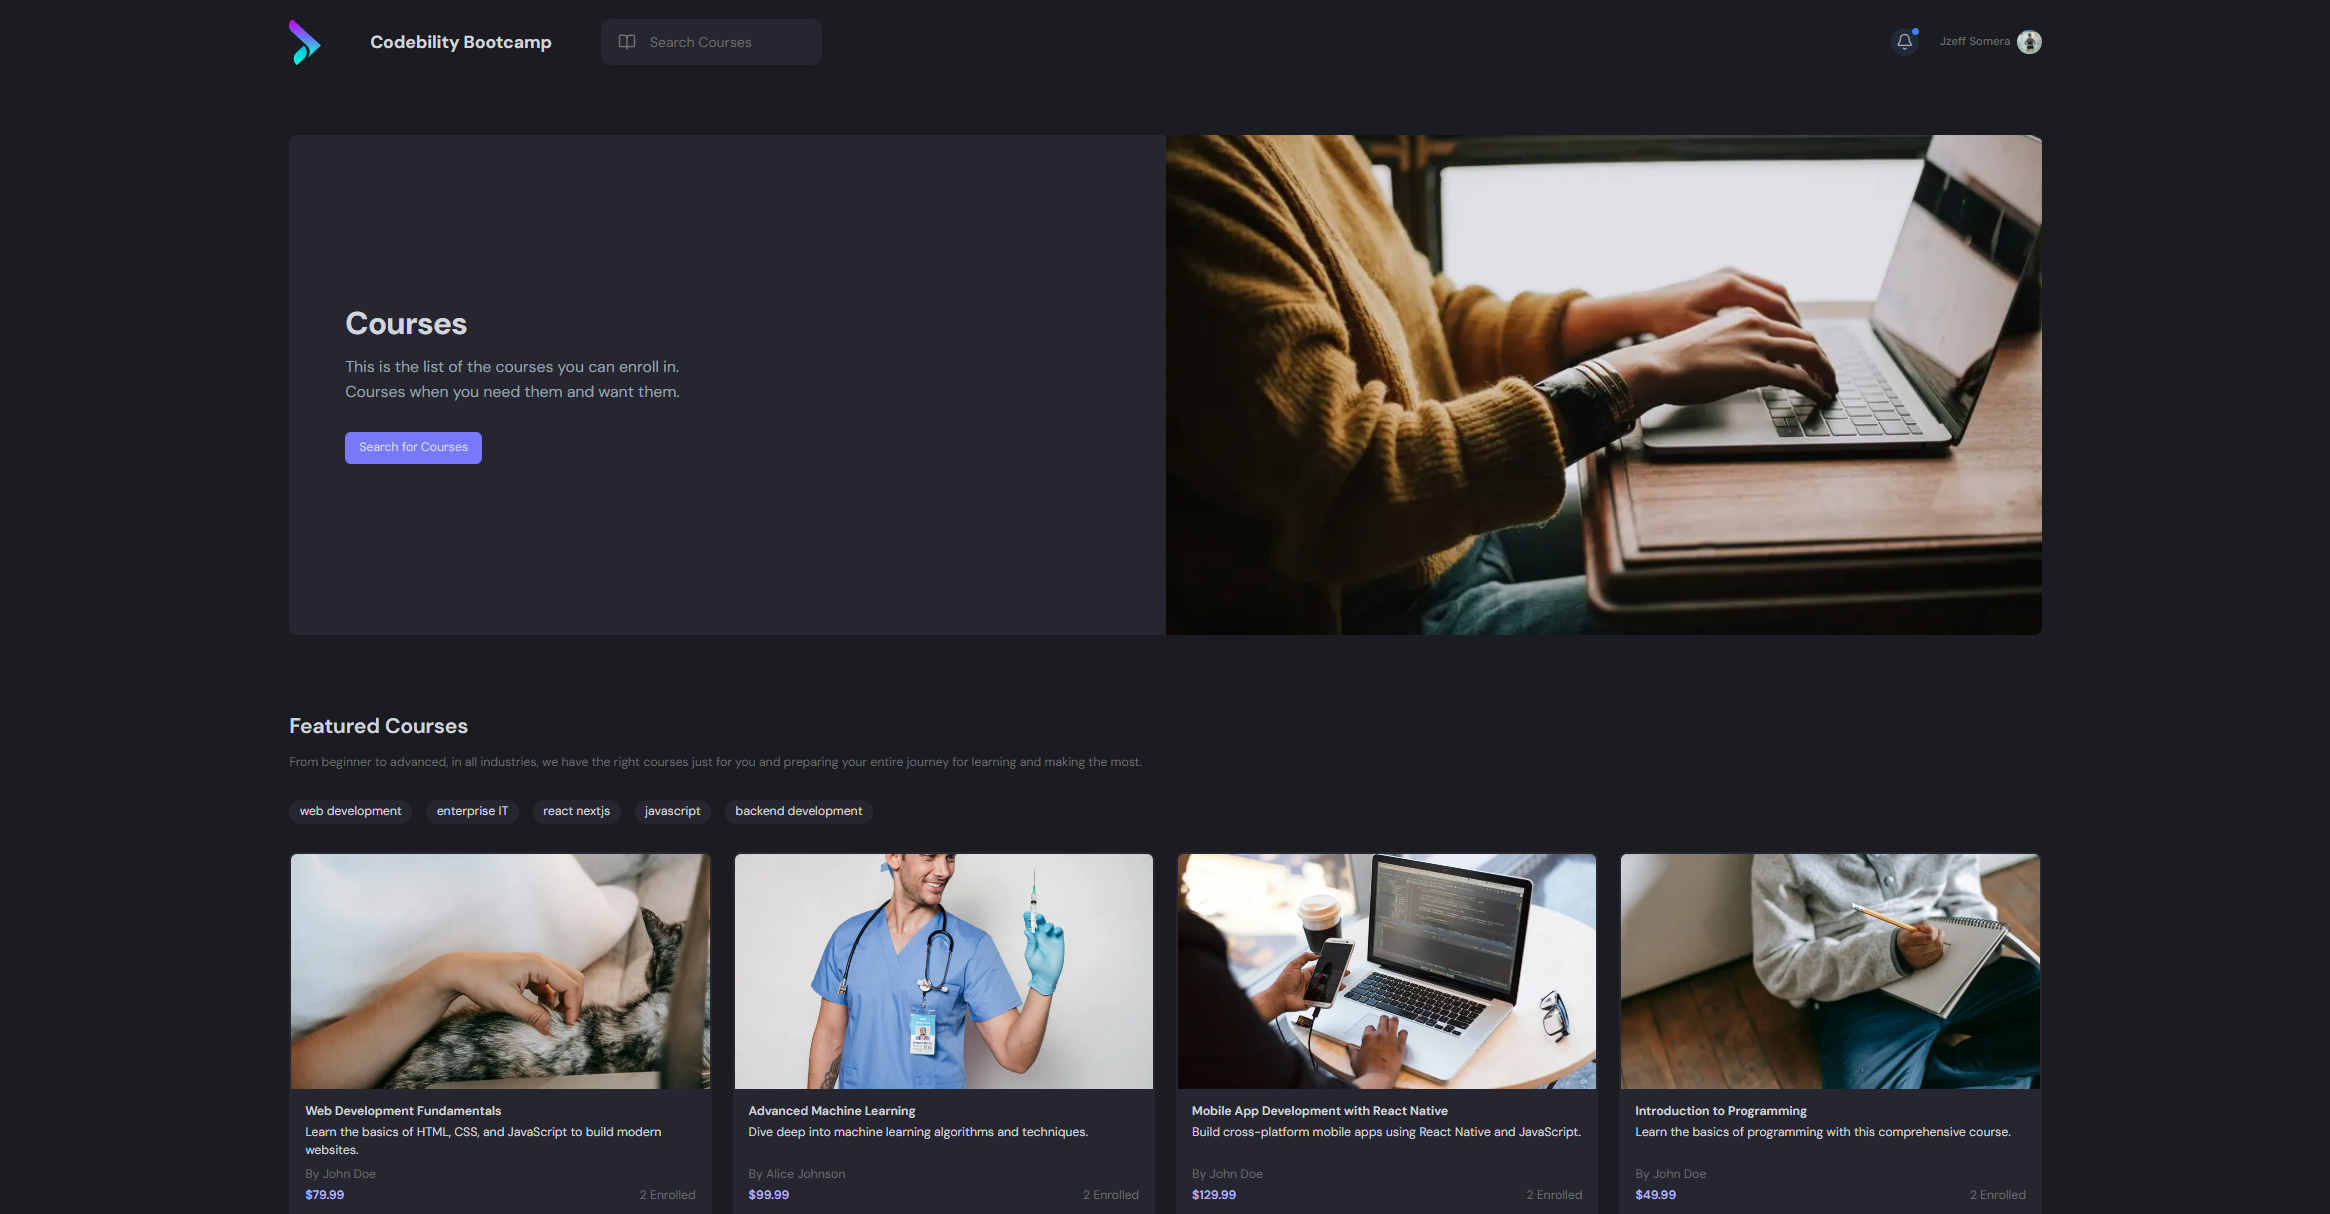 Codebility Bootcamp
Search Courses
Jzeff Somera
Courses
This is the list of the courses you can enroll in.
Courses when you need them and want them.
Search for Courses
Featured Courses
From beginner to advanced, in all industries, we have the right courses just for you and preparing your entire journey for learning and making the most.
web development
enterprise IT
react nextjs
javascript
backend development
Web Development Fundamentals
Learn the basics of HTML, CSS, and JavaScript to build modern
websites.
By John Doe
$79.99
2 Enrolled
Advanced Machine Learning
Dive deep into machine learning algorithms and techniques.
By Alice Johnson
$99.99
2 Enrolled
Mobile App Development with React Native
Build cross-platform mobile apps using React Native and JavaScript.
By John Doe
$129.99
2 Enrolled
Introduction to Programming
Learn the basics of programming with this comprehensive course.
By John Doe
$49.99
2 Enrolled